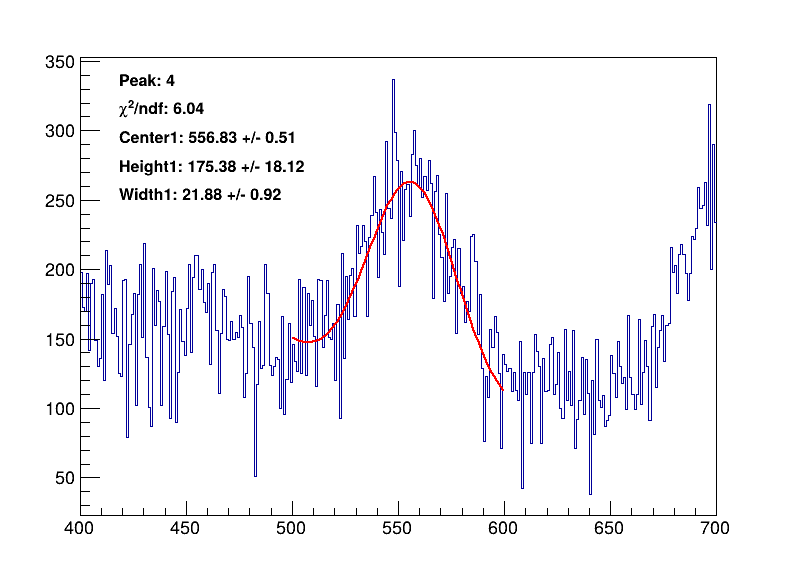 350
300
250
200
150
100
50
Peak: 4
χ²/ndf: 6.04
Center1: 556.83 +/- 0.51
Height1: 175.38 +/- 18.12
Width1: 21.88 +/- 0.92
400 450 500 550 600 650 700